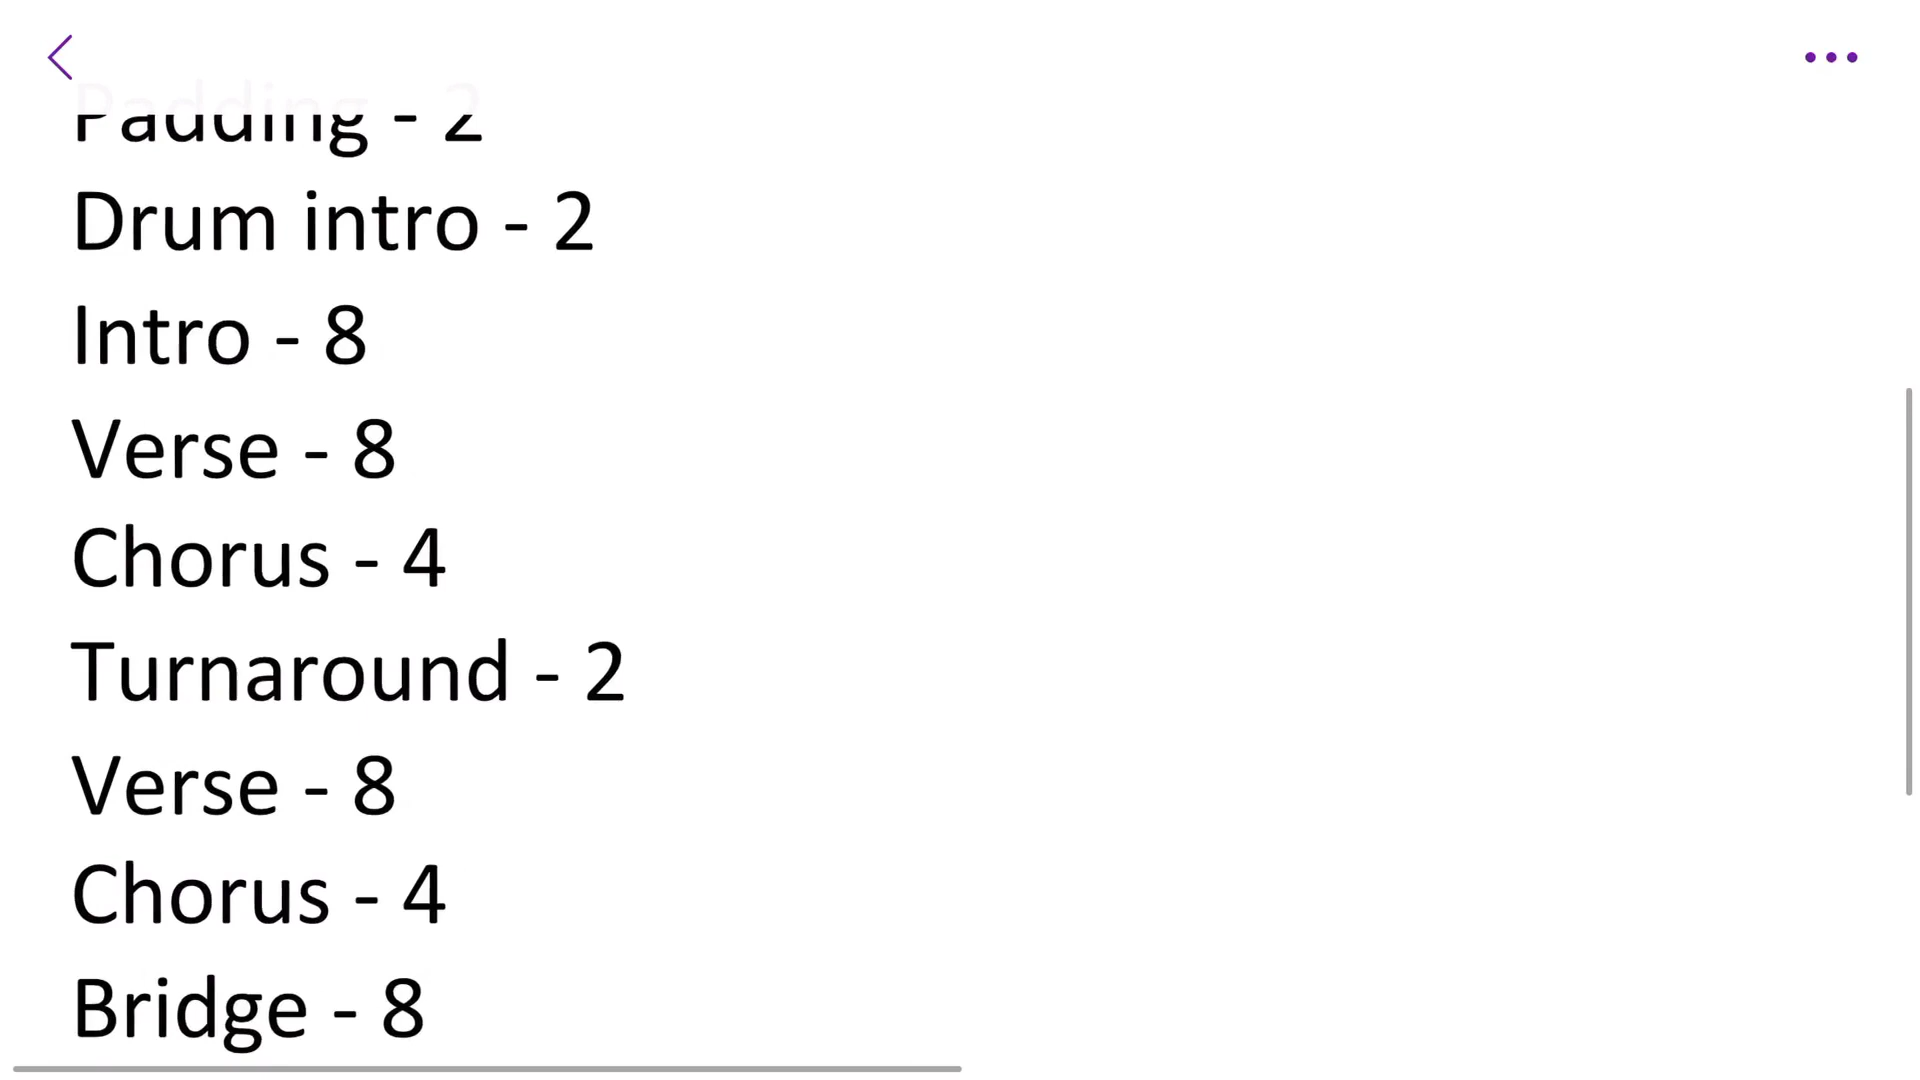 Padding - 2
Drum intro - 2
Intro - 8
Verse - 8
Chorus - 4
Turnaround - 2
Verse - 8
Chorus - 4
Bridge - 8